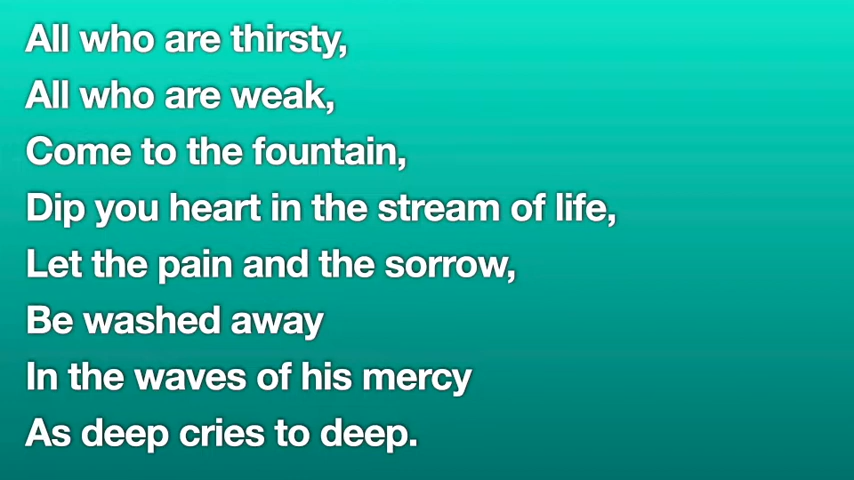 All who are thirsty,
All who are weak,
Come to the fountain,
Dip you heart in the stream of life,
Let the pain and the sorrow,
Be washed away
In the waves of his mercy
As deep cries to deep.